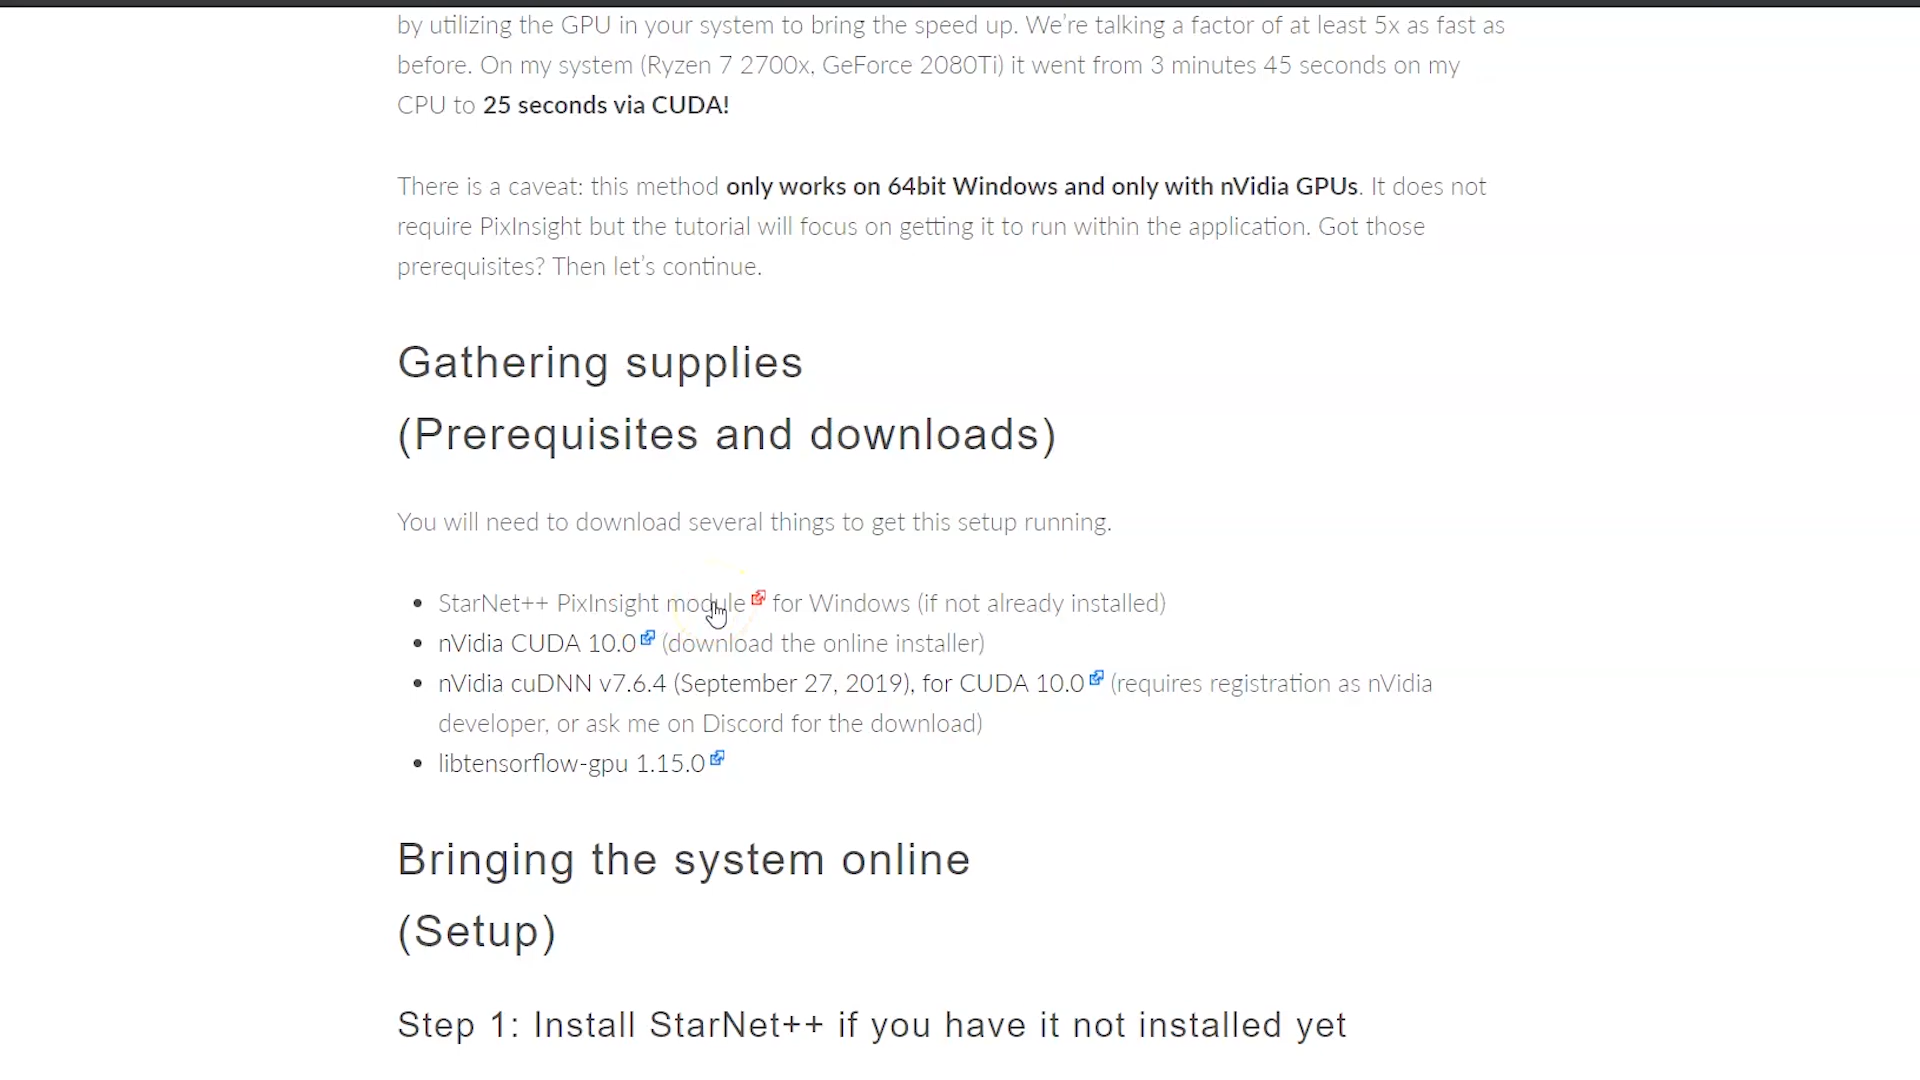 by utilizing the GPU in your system to bring the speed up. We're talking a factor of at least 5x as fast as
before. On my system (Ryzen 7 2700x, GeForce 2080Ti) it went from 3 minutes 45 seconds on my
CPU to 25 seconds via CUDA!
There is a caveat: this method only works on 64bit Windows and only with nVidia GPUs. It does not
require PixInsight but the tutorial will focus on getting it to run within the application. Got those
prerequisites? Then let's continue.
Gathering supplies
(Prerequisites and downloads)
You will need to download several things to get this setup running.
StarNet++ PixInsight module for Windows (if not already installed)
nVidia CUDA 10.0 (download the online installer)
nVidia cuDNN v7.6.4 (September 27, 2019), for CUDA 10.0 (requires registration as nVidia
developer, or ask me on Discord for the download)
libtensorflow-gpu 1.15.0
Bringing the system online
(Setup)
Step 1: Install StarNet++ if you have it not installed yet